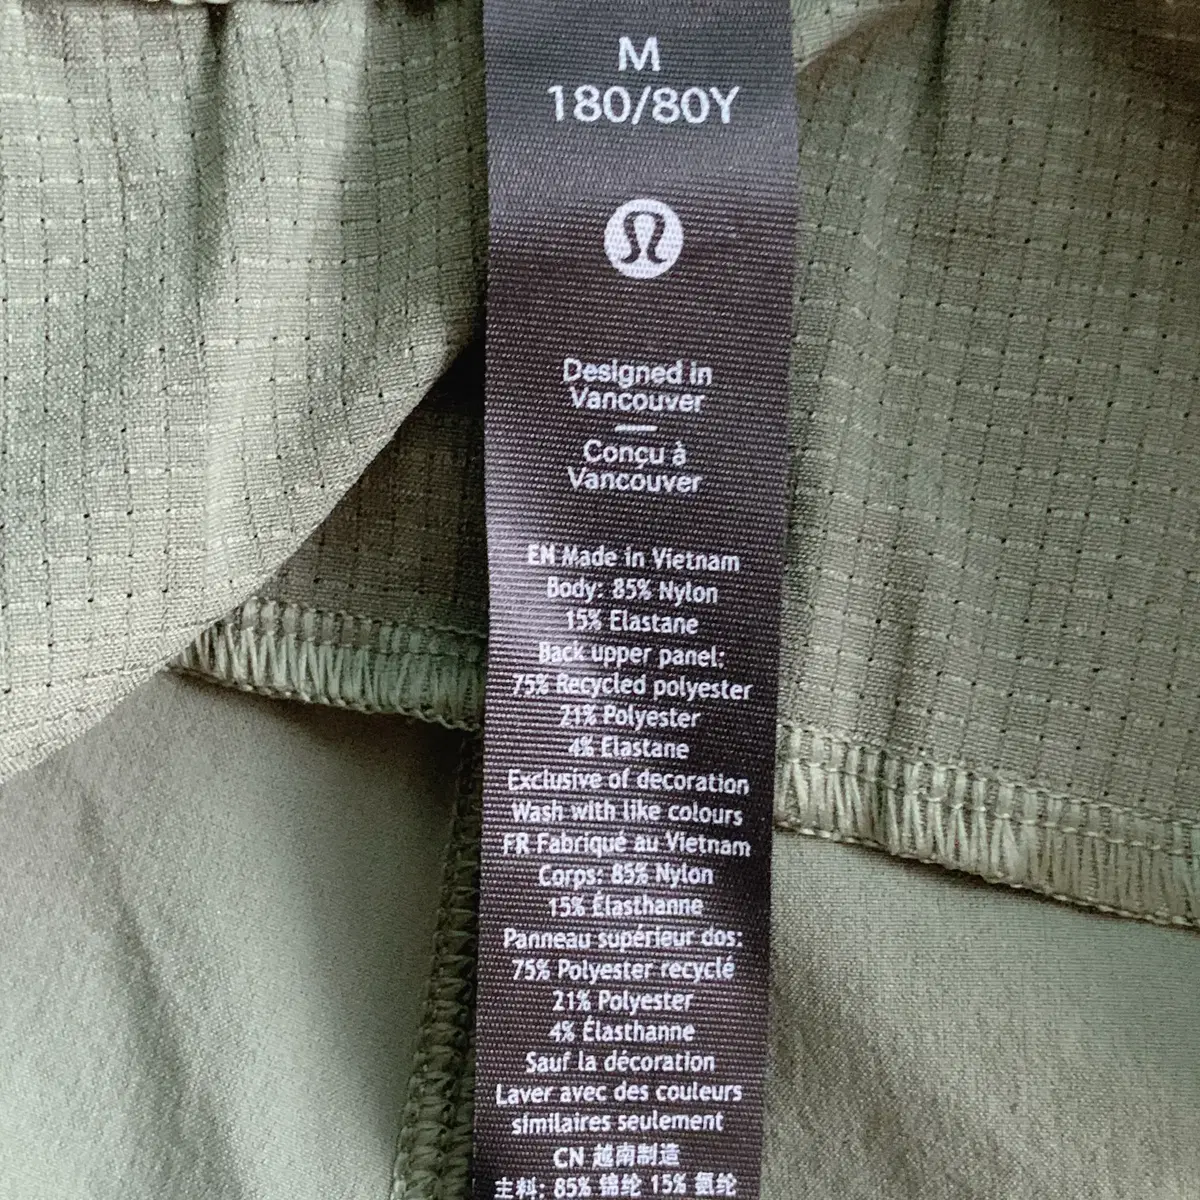 M
180/80Y
Designed in
Vancouver
Conçu à
Vancouver
EN Made in Vietnam
Body: 85% Nylon
15% Elastane
Back upper panel:
75% Recycled polyester
21% Polyester
4% Elastane
Exclusive of decoration
Wash with like colours
FR Fabriqué au Vietnam
Corps: 85% Nylon
15% Élasthanne
Panneau supérieur dos:
75% Polyester recyclé
21% Polyester
4% Élasthanne
Sauf la décoration
Laver avec des couleurs
similaires seulement
CN 越南制造
主料: 85% 锦纶 15% 氨纶